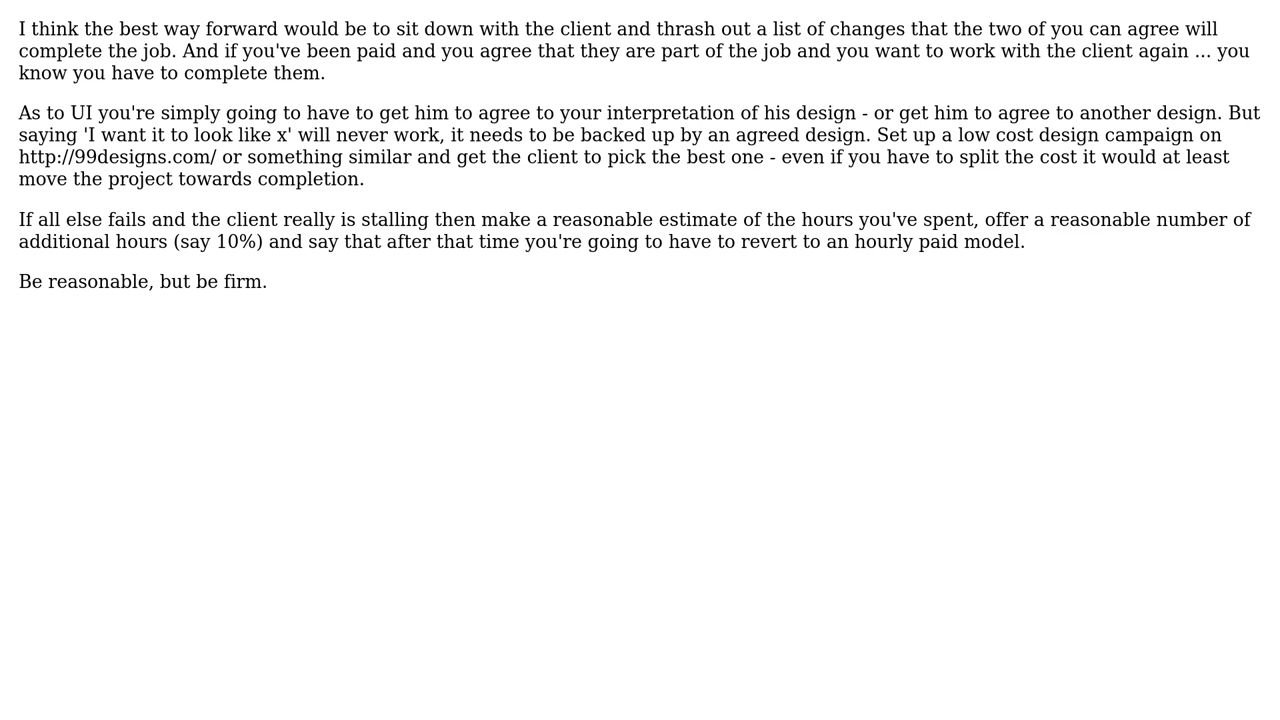 I think the best way forward would be to sit down with the client and thrash out a list of changes that the two of you can agree will
complete the job. And if you've been paid and you agree that they are part of the job and you want to work with the client again ... you
know you have to complete them.
As to UI you're simply going to have to get him to agree to your interpretation of his design - or get him to agree to another design. But
saying 'I want it to look like x' will never work, it needs to be backed up by an agreed design. Set up a low cost design campaign on
http://99designs.com/ or something similar and get the client to pick the best one - even if you have to split the cost it would at least
move the project towards completion.
If all else fails and the client really is stalling then make a reasonable estimate of the hours you've spent, offer a reasonable number of
additional hours (say 10%) and say that after that time you're going to have to revert to an hourly paid model.
Be reasonable, but be firm.